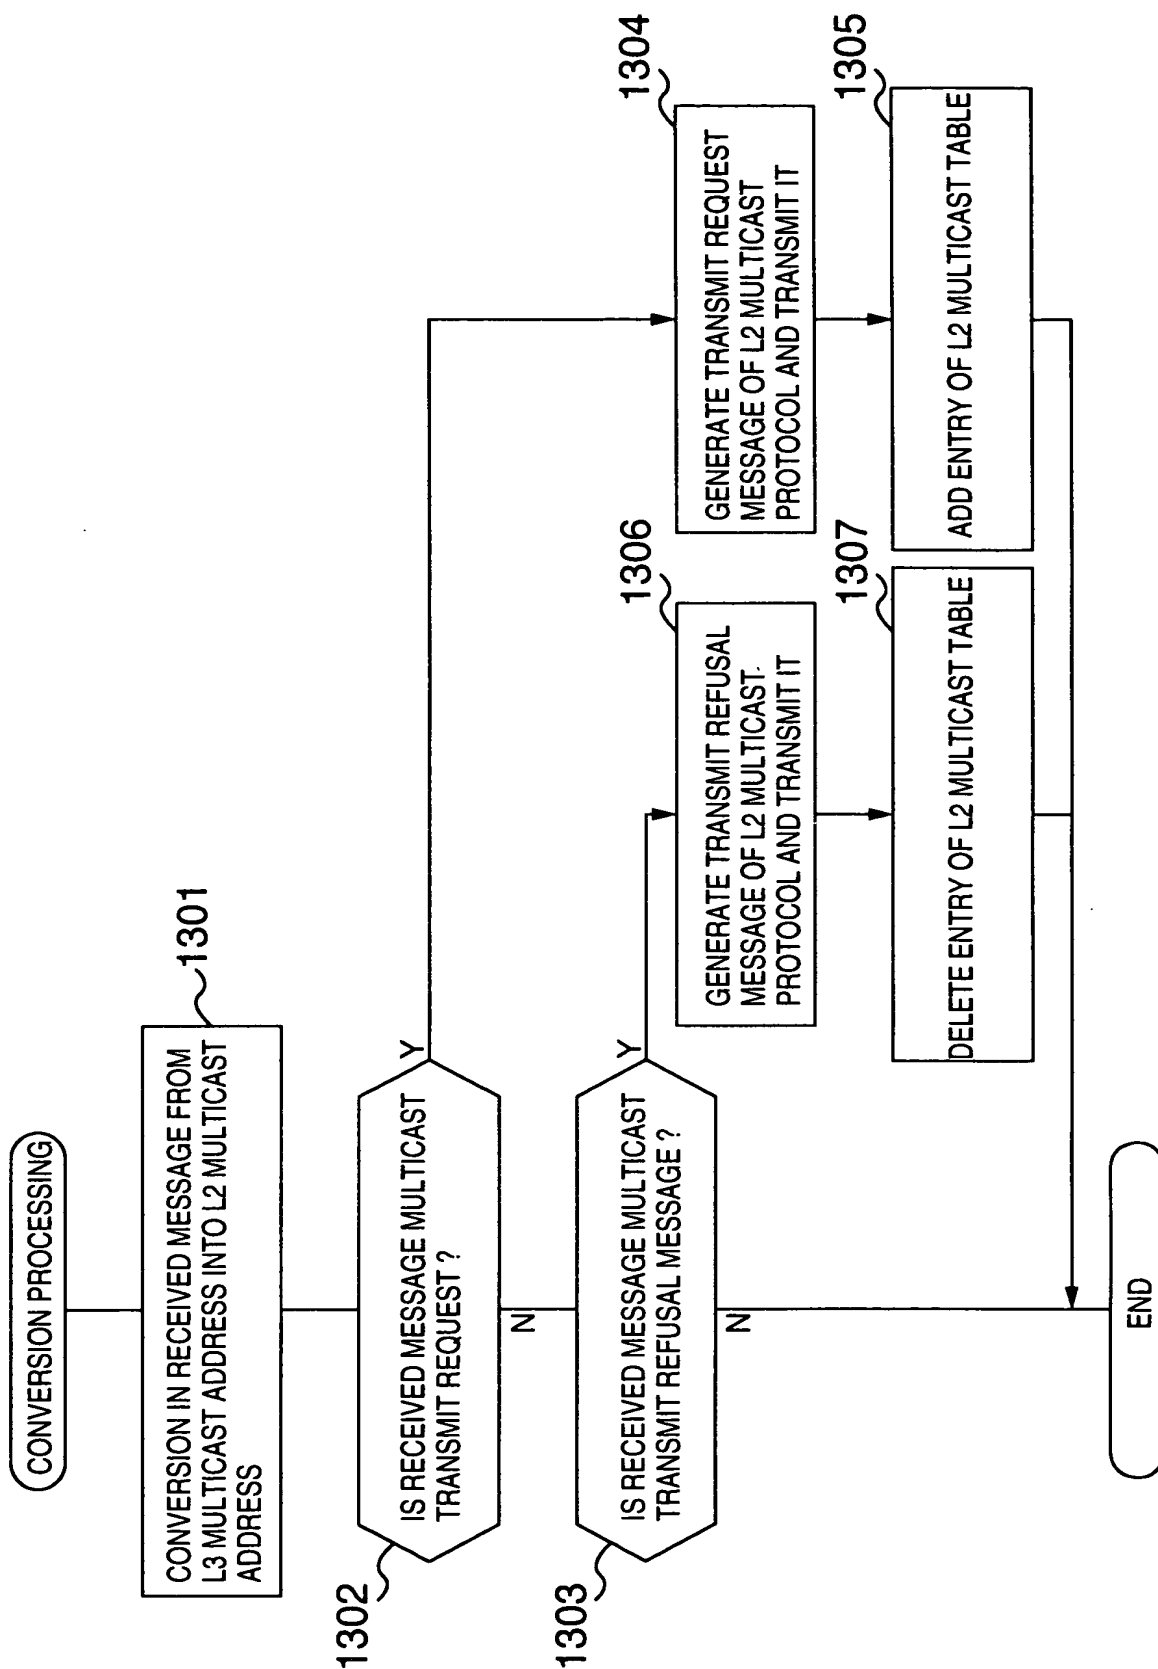 CONVERSION PROCESSING
1301
CONVERSION IN RECEIVED MESSAGE FROM
L3 MULTICAST ADDRESS INTO L2 MULTICAST
ADDRESS
1302
IS RECEIVED MESSAGE MULTICAST
TRANSMIT REQUEST ?
Y
N
1303
IS RECEIVED MESSAGE MULTICAST
TRANSMIT REFUSAL MESSAGE ?
Y
N
1306
GENERATE TRANSMIT REFUSAL
MESSAGE OF L2 MULTICAST
PROTOCOL AND TRANSMIT IT
1304
GENERATE TRANSMIT REQUEST
MESSAGE OF L2 MULTICAST
PROTOCOL AND TRANSMIT IT
1307
DELETE ENTRY OF L2 MULTICAST TABLE
1305
ADD ENTRY OF L2 MULTICAST TABLE
END